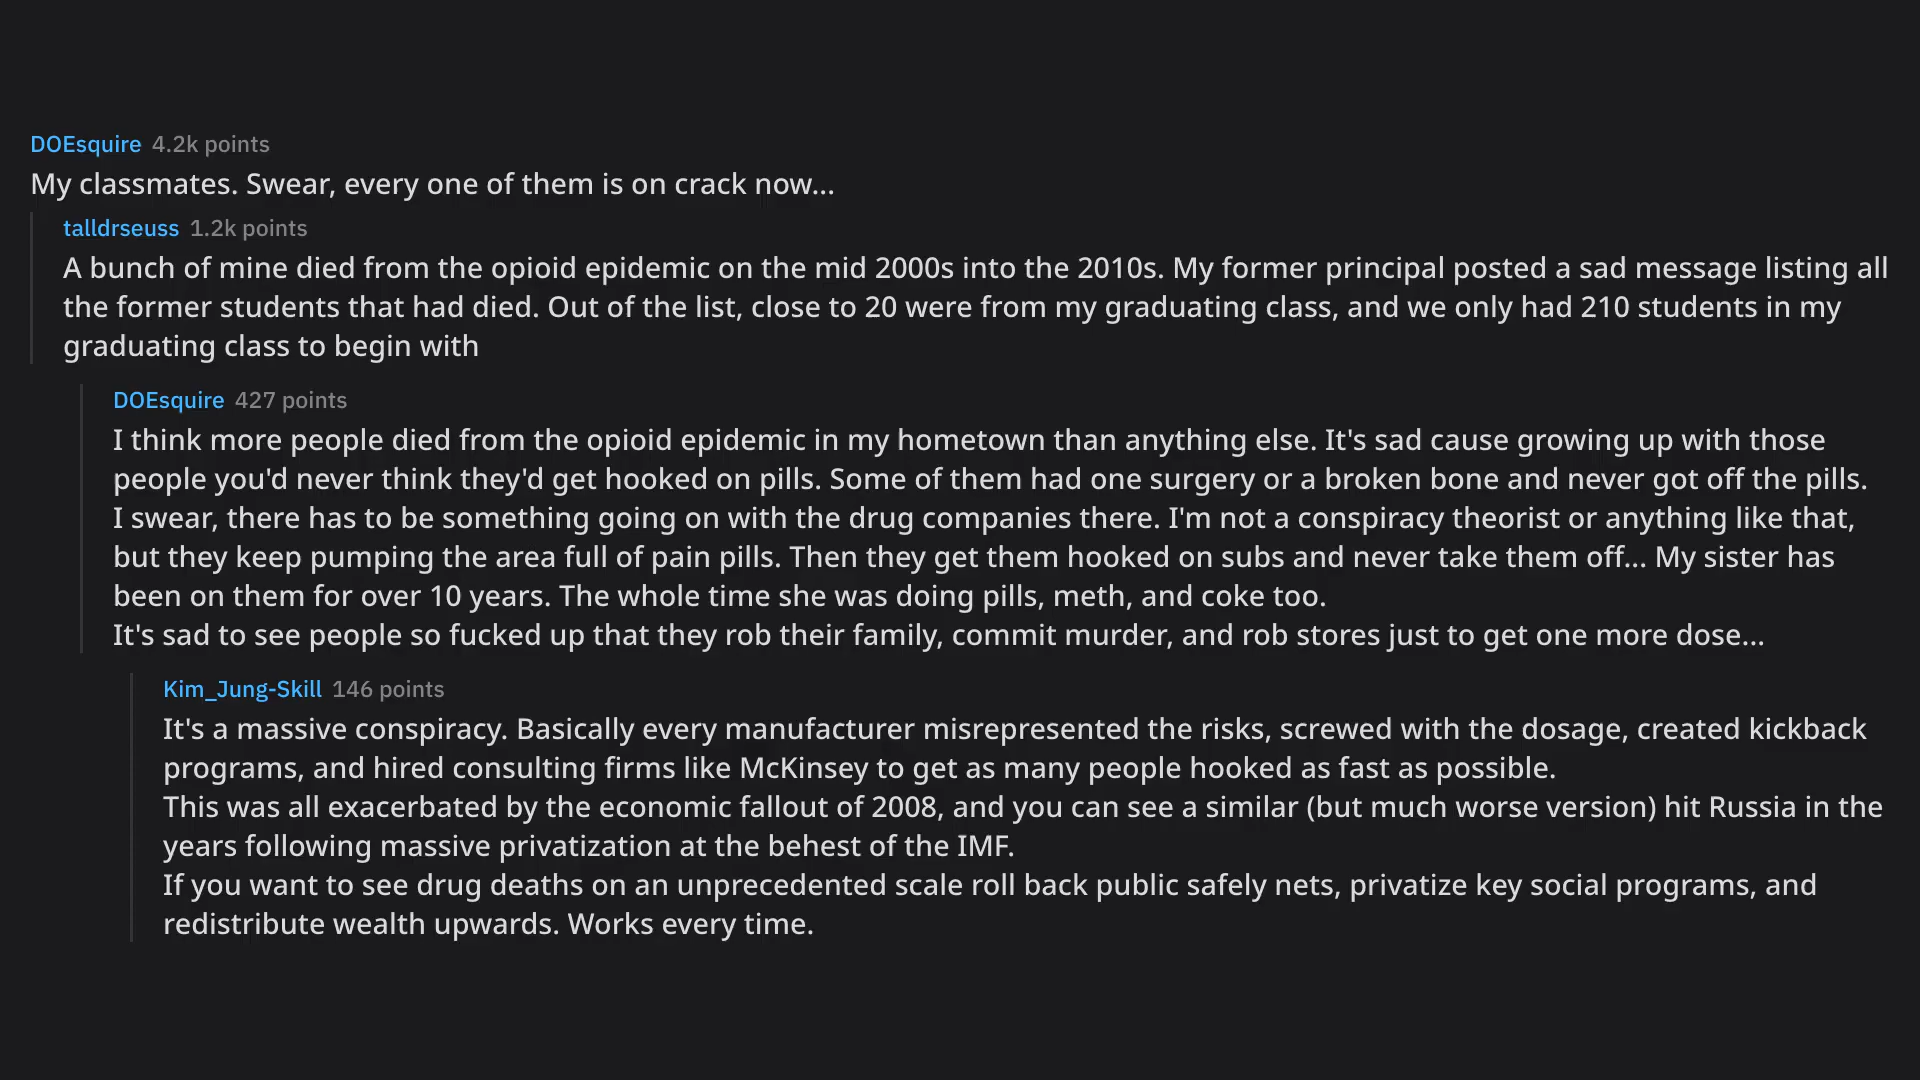 DOEsquire 4.2k points
My classmates. Swear, every one of them is on crack now...
talldrseuss 1.2k points
A bunch of mine died from the opioid epidemic on the mid 2000s into the 2010s. My former principal posted a sad message listing all
the former students that had died. Out of the list, close to 20 were from my graduating class, and we only had 210 students in my
graduating class to begin with
DOEsquire 427 points
I think more people died from the opioid epidemic in my hometown than anything else. It's sad cause growing up with those
people you'd never think they'd get hooked on pills. Some of them had one surgery or a broken bone and never got off the pills.
I swear, there has to be something going on with the drug companies there. I'm not a conspiracy theorist or anything like that,
but they keep pumping the area full of pain pills. Then they get them hooked on subs and never take them off... My sister has
been on them for over 10 years. The whole time she was doing pills, meth, and coke too.
It's sad to see people so fucked up that they rob their family, commit murder, and rob stores just to get one more dose...
Kim_Jung-Skill 146 points
It's a massive conspiracy. Basically every manufacturer misrepresented the risks, screwed with the dosage, created kickback
programs, and hired consulting firms like McKinsey to get as many people hooked as fast as possible.
This was all exacerbated by the economic fallout of 2008, and you can see a similar (but much worse version) hit Russia in the
years following massive privatization at the behest of the IMF.
If you want to see drug deaths on an unprecedented scale roll back public safely nets, privatize key social programs, and
redistribute wealth upwards. Works every time.